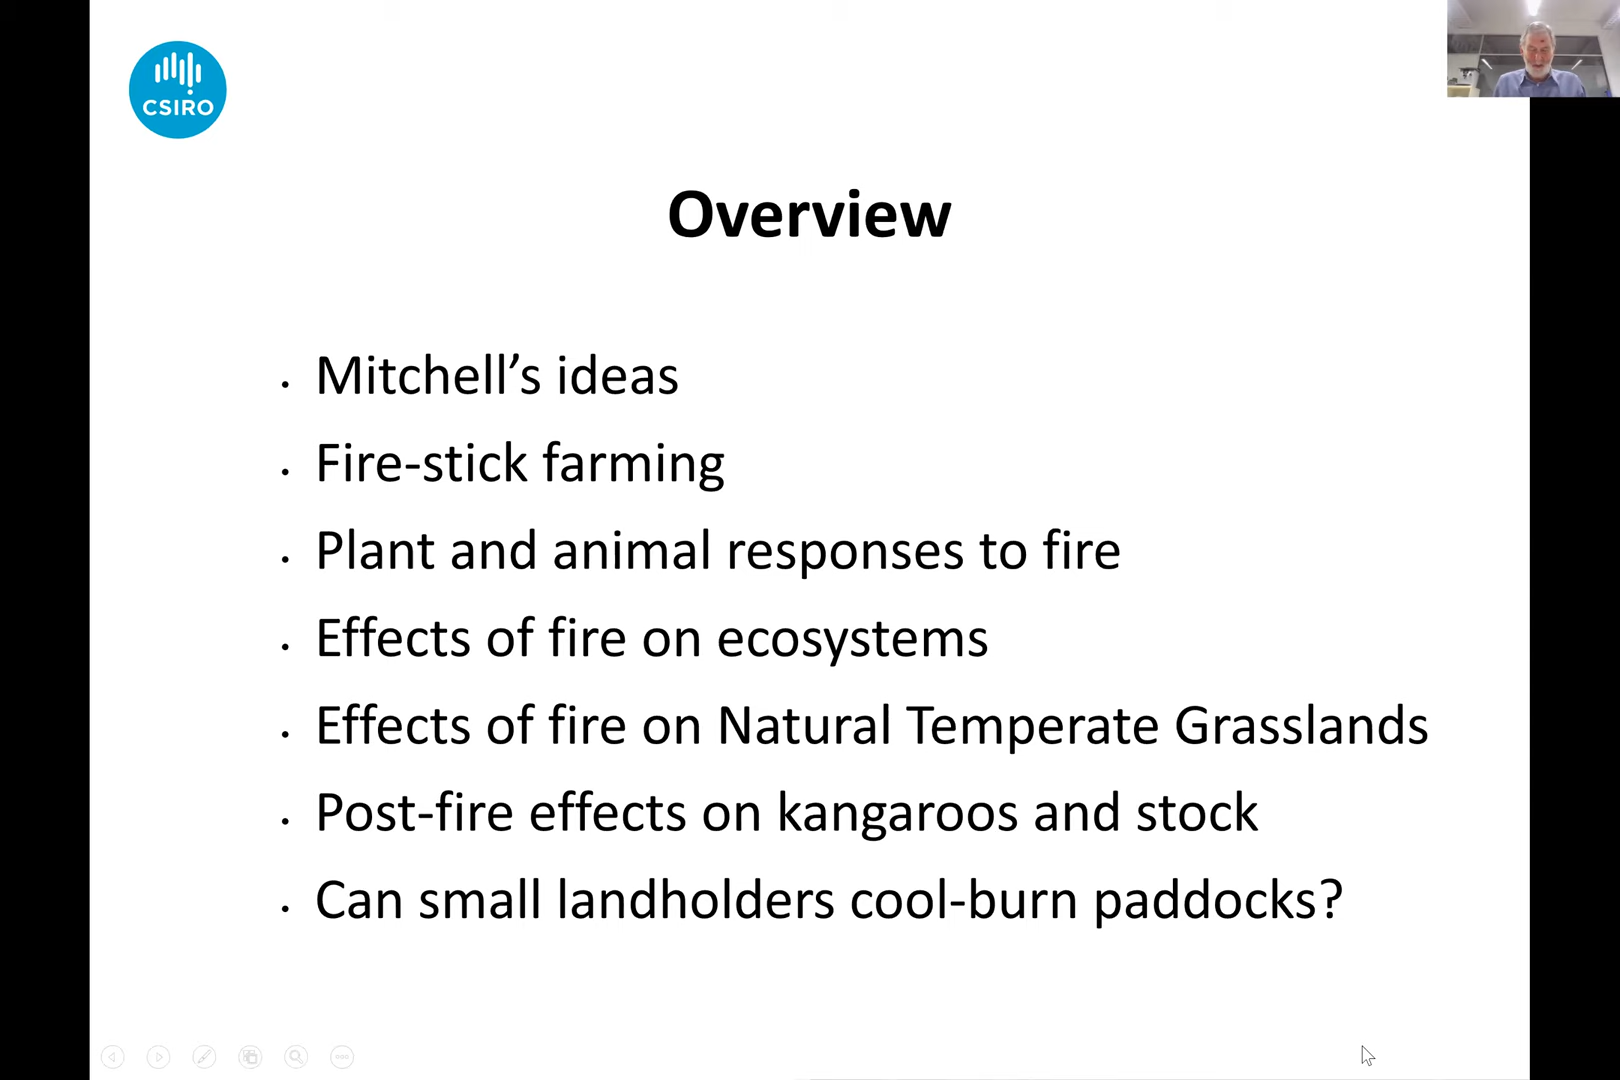 CSIRO
Overview
Mitchell’s ideas
Fire-stick farming
Plant and animal responses to fire
Effects of fire on ecosystems
Effects of fire on Natural Temperate Grasslands
Post-fire effects on kangaroos and stock
Can small landholders cool-burn paddocks?